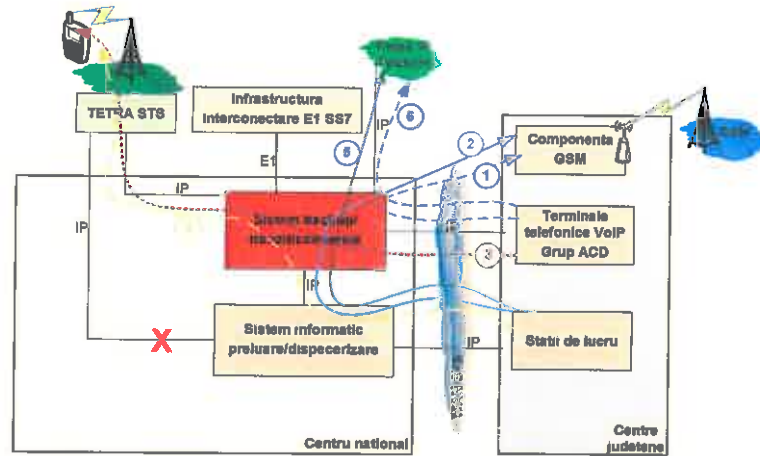 TETRA STS
Infrastructura
Interconectare E1 SS7
IP
6
5
2
1
Componenta
GSM
E1
IP
IP
Sistem
Terminale
telefonice VoIP
Grup ACD
3
IP
Sistem informatic
preluare/dispecerizare
X
IP
Statii de lucru
Centru national
Centre
judetene